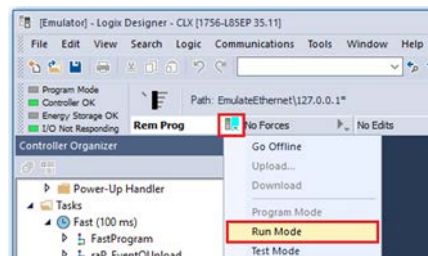 [Emulator] - Logix Designer - CLX [1756-L85EP 35.11]
File Edit View Search Logic Communications Tools Window Help
Program Mode
Controller OK
Energy Storage OK
I/O Not Responding
Path: EmulateEthernet\127.0.0.1*
Rem Prog
No Forces
No Edits
Controller Organizer
Go Offline
Upload...
Download
Program Mode
Run Mode
Test Mode
Power-Up Handler
Tasks
Fast (100 ms)
FastProgram
raP_EventQUpload